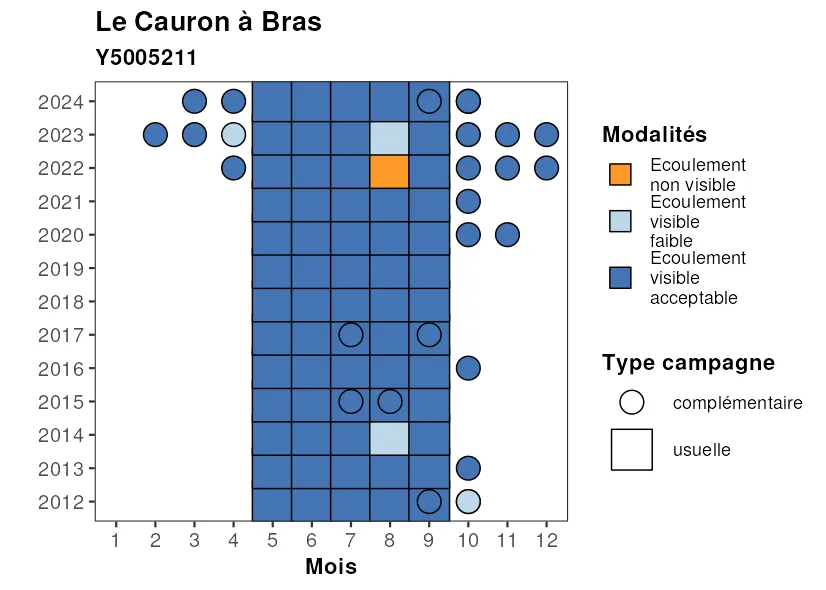 Le Cauron à Bras
Y5005211
2024
2023
2022
2021
2020
2019
2018
2017
2016
2015
2014
2013
2012
1 2 3 4 5 6 7 8 9 10 11 12
Mois
Modalités
Ecoulement
non visible
Ecoulement
visible
faible
Ecoulement
visible
acceptable
Type campagne
complémentaire
usuelle